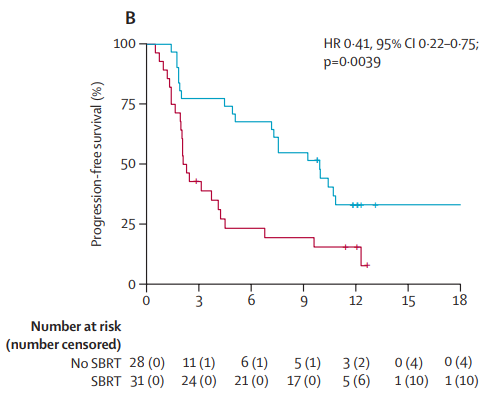 B
HR 0·41, 95% CI 0·22–0·75;
p=0·0039
Progression-free survival (%)
100
75
50
25
0
0 3 6 9 12 15 18
Number at risk
(number censored)
No SBRT 28 (0) 11 (1) 6 (1) 5 (1) 3 (2) 0 (4) 0 (4)
SBRT 31 (0) 24 (0) 21 (0) 17 (0) 5 (6) 1 (10) 1 (10)